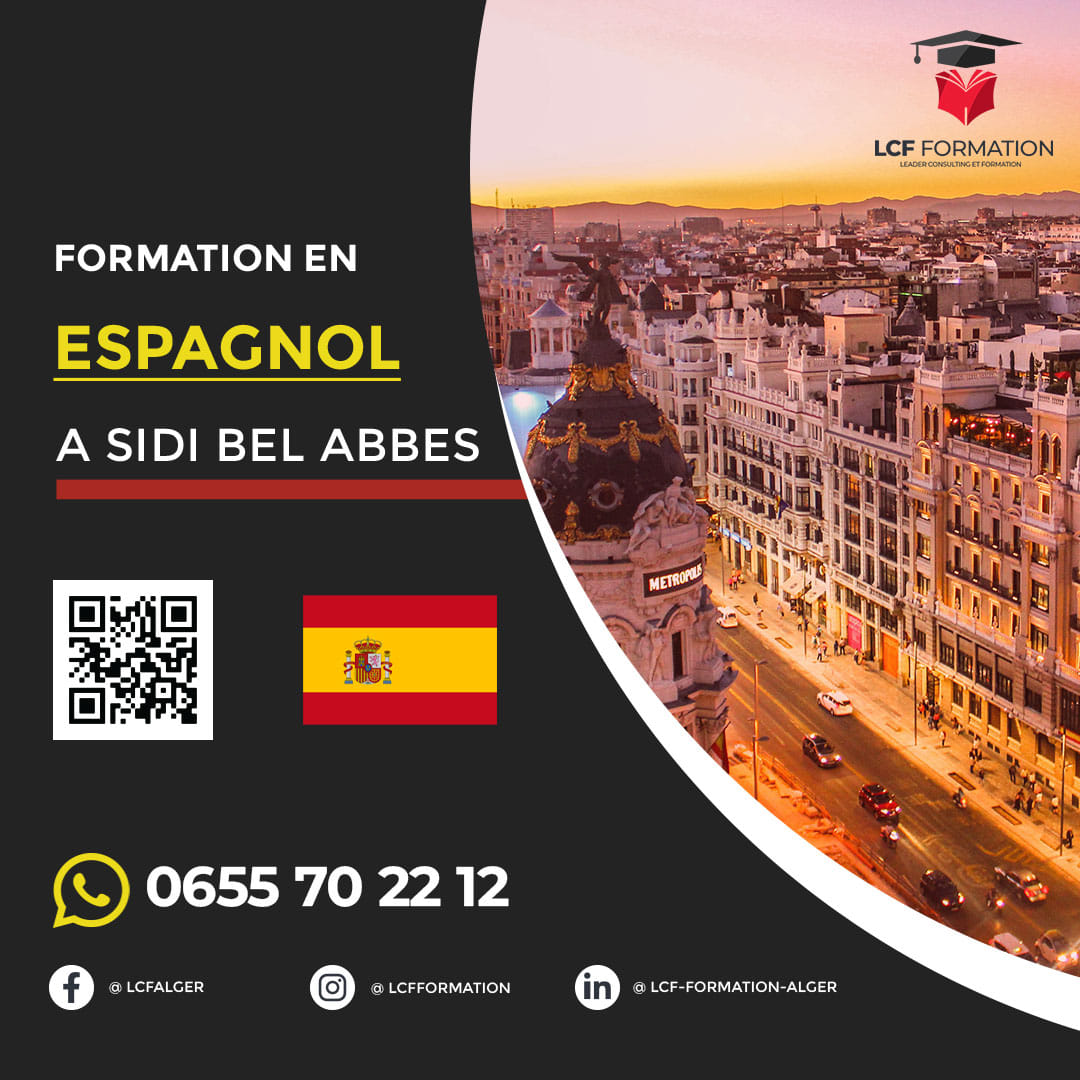 LCF FORMATION
LEADER CONSULTING ET FORMATION
FORMATION EN
ESPAGNOL
A SIDI BEL ABBES
METROPOLIS
0655 70 22 12
@ LCFALGER
@ LCFFORMATION
@ LCF-FORMATION-ALGER